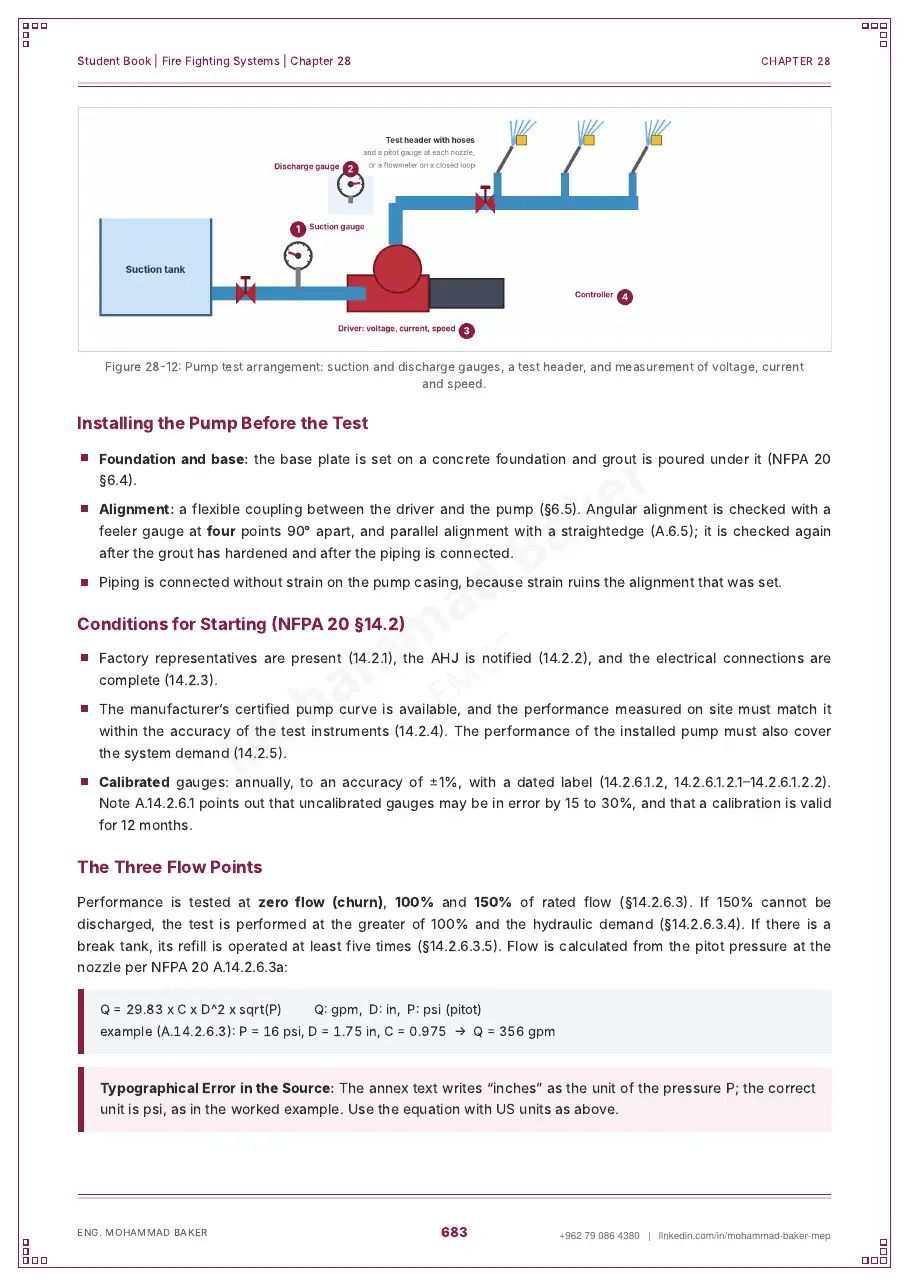 Student Book | Fire Fighting Systems | Chapter 28
CHAPTER 28
Test header with hoses
and a pitot gauge at each nozzle,
or a flowmeter on a closed loop
Discharge gauge 2
1 Suction gauge
Suction tank
Controller 4
Driver: voltage, current, speed 3
Figure 28-12: Pump test arrangement: suction and discharge gauges, a test header, and measurement of voltage, current
and speed.
Installing the Pump Before the Test
Foundation and base: the base plate is set on a concrete foundation and grout is poured under it (NFPA 20
§6.4).
Alignment: a flexible coupling between the driver and the pump (§6.5). Angular alignment is checked with a
feeler gauge at four points 90° apart, and parallel alignment with a straightedge (A.6.5); it is checked again
after the grout has hardened and after the piping is connected.
Piping is connected without strain on the pump casing, because strain ruins the alignment that was set.
Conditions for Starting (NFPA 20 §14.2)
Factory representatives are present (14.2.1), the AHJ is notified (14.2.2), and the electrical connections are
complete (14.2.3).
The manufacturer’s certified pump curve is available, and the performance measured on site must match it
within the accuracy of the test instruments (14.2.4). The performance of the installed pump must also cover
the system demand (14.2.5).
Calibrated gauges: annually, to an accuracy of ±1%, with a dated label (14.2.6.1.2, 14.2.6.1.2.1–14.2.6.1.2.2).
Note A.14.2.6.1 points out that uncalibrated gauges may be in error by 15 to 30%, and that a calibration is valid
for 12 months.
The Three Flow Points
Performance is tested at zero flow (churn), 100% and 150% of rated flow (§14.2.6.3). If 150% cannot be
discharged, the test is performed at the greater of 100% and the hydraulic demand (§14.2.6.3.4). If there is a
break tank, its refill is operated at least five times (§14.2.6.3.5). Flow is calculated from the pitot pressure at the
nozzle per NFPA 20 A.14.2.6.3a:
Q = 29.83 x C x D^2 x sqrt(P) Q: gpm, D: in, P: psi (pitot)
example (A.14.2.6.3): P = 16 psi, D = 1.75 in, C = 0.975 → Q = 356 gpm
Typographical Error in the Source: The annex text writes “inches” as the unit of the pressure P; the correct
unit is psi, as in the worked example. Use the equation with US units as above.
ENG. MOHAMMAD BAKER
683
+962 79 086 4380 | linkedin.com/in/mohammad-baker-mep